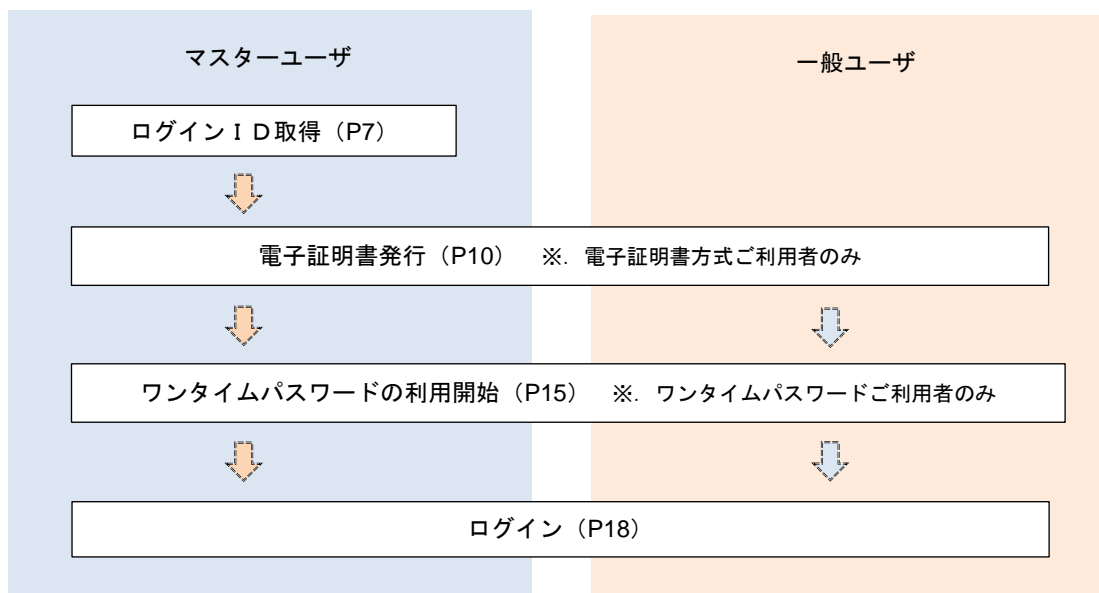 マスターユーザ
一般ユーザ
ログインＩＤ取得（P7）
電子証明書発行（P10）　※. 電子証明書方式ご利用者のみ
ワンタイムパスワードの利用開始（P15）　※. ワンタイムパスワードご利用者のみ
ログイン（P18）